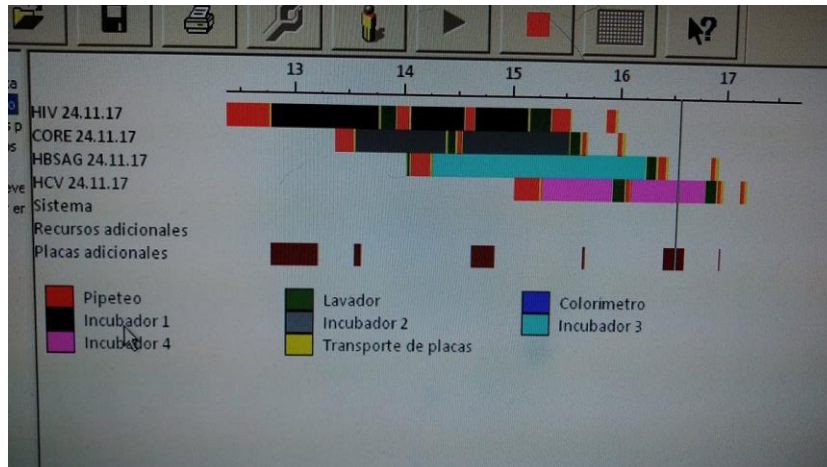 13 14 15 16 17
HIV 24.11.17
CORE 24.11.17
HBSAG 24.11.17
HCV 24.11.17
Sistema
Recursos adicionales
Placas adicionales
Pipeteo Lavador Colorimetro
Incubador 1 Incubador 2 Incubador 3
Incubador 4 Transporte de placas